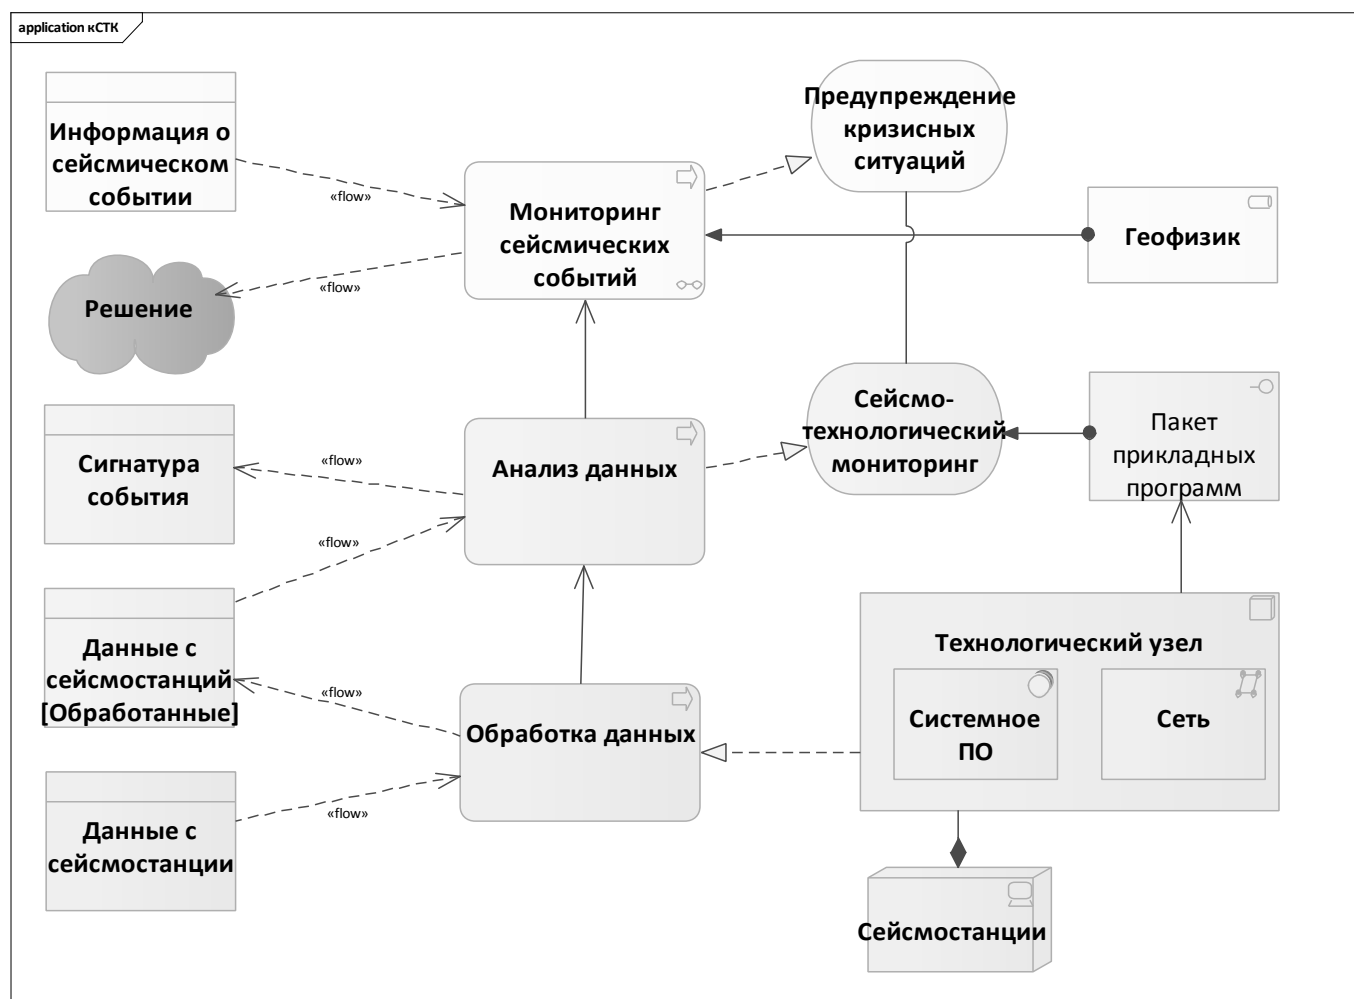 application кСТК
Информация о
сейсмическом
событии
«flow»
Решение
«flow»
Сигнатура
события
«flow»
«flow»
Данные с
сейсмостанций
[Обработанные]
«flow»
Данные с
сейсмостанции
«flow»
Мониторинг
сейсмических
событий
Анализ данных
Обработка данных
Предупреждение
кризисных
ситуаций
Сейсмо-
технологический
мониторинг
Геофизик
Пакет
прикладных
программ
Технологический узел
Системное
ПО
Сеть
Сейсмостанции